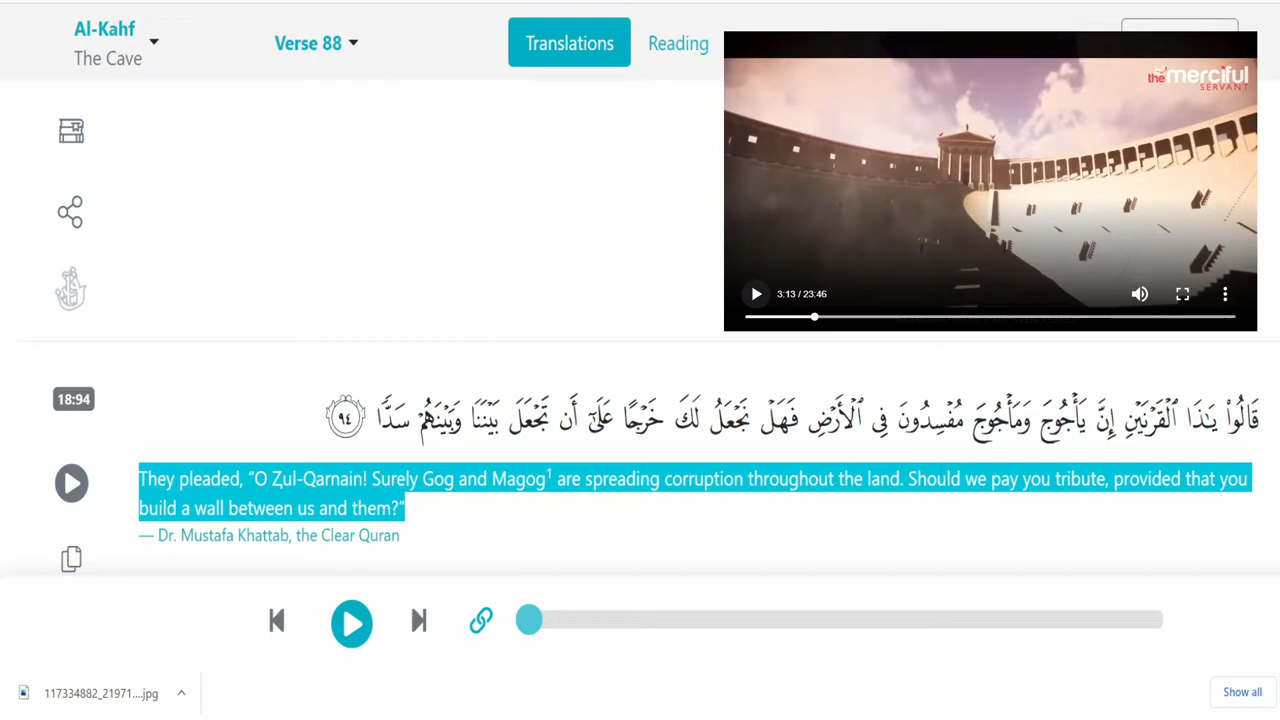 Al-Kahf
The Cave
Verse 88
Translations
Reading
the merciful
SERVANT
3:13 / 23:46
18:94
قَالُوا۟ يَـٰذَا ٱلْقَرْنَيْنِ إِنَّ يَأْجُوجَ وَمَأْجُوجَ مُفْسِدُونَ فِى ٱلْأَرْضِ فَهَلْ نَجْعَلُ لَكَ خَرْجًا عَلَىٰٓ أَن تَجْعَلَ بَيْنَنَا وَبَيْنَهُمْ سَدًّا ٩٤
They pleaded, “O Ⱬul-Qarnain! Surely Gog and Magog1 are spreading corruption throughout the land. Should we pay you tribute, provided that you
build a wall between us and them?”
— Dr. Mustafa Khattab, the Clear Quran
117334882_21971....jpg
Show all